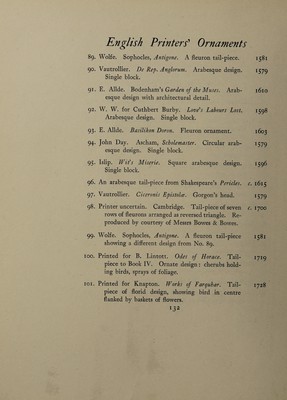 English Printers' Ornaments
89. Wolfe. Sophocles, Antigone. A fleuron tail-piece. 1581
90. Vautrollier. De Rep. Anglorum. Arabesque design. 1579
Single block.
91. E. Allde. Bodenham's Garden of the Muses. Arab- 1610
esque design with architectural detail.
92. W. W. for Cuthbert Burby. Love's Labours Lost. 1598
Arabesque design. Single block.
93. E. Allde. Basilikon Doron. Fleuron ornament. 1603
94. John Day. Ascham, Scholemaster. Circular arab- 1579
esque design. Single block.
95. Islip. Wit's Miserie. Square arabesque design. 1596
Single block.
96. An arabesque tail-piece from Shakespeare's Pericles. c. 1615
97. Vautrollier. Ciceronis Epistolæ. Gorgon's head. 1579
98. Printer uncertain. Cambridge. Tail-piece of seven c. 1700
rows of fleurons arranged as reversed triangle. Re-
produced by courtesy of Messrs Bowes & Bowes.
99. Wolfe. Sophocles, Antigone. A fleuron tail-piece 1581
showing a different design from No. 89.
100. Printed for B. Lintott. Odes of Horace. Tail- 1719
piece to Book IV. Ornate design: cherubs hold-
ing birds, sprays of foliage.
101. Printed for Knapton. Works of Farquhar. Tail- 1728
piece of florid design, showing bird in centre
flanked by baskets of flowers.
132